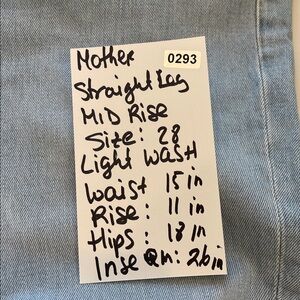 Mother
0293
Straight Leg
MID Rise
Size: 28
Light WASH
Waist 15 in
Rise: 11 in
Hips: 18 in
Inseam: 26 in